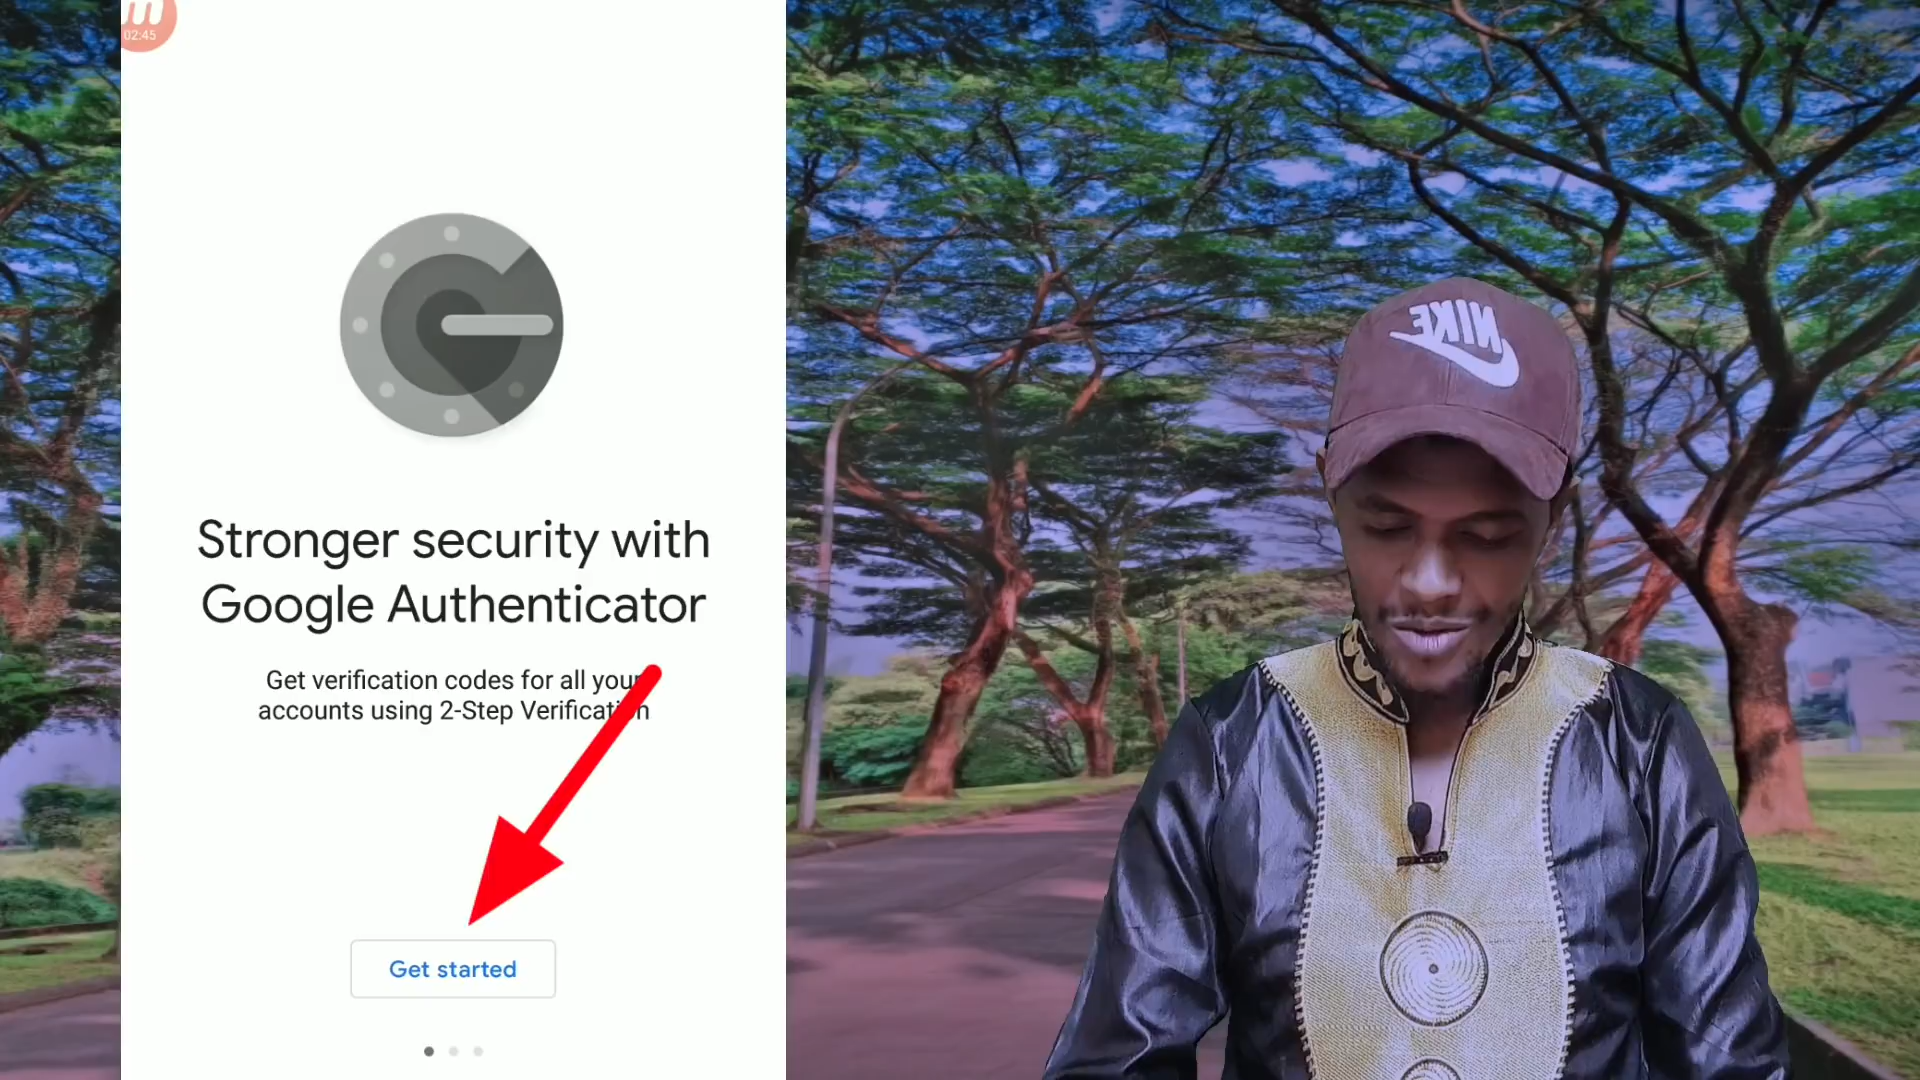 m
02:45
Stronger security with
Google Authenticator
Get verification codes for all your
accounts using 2-Step Verification
Get started
NIKE